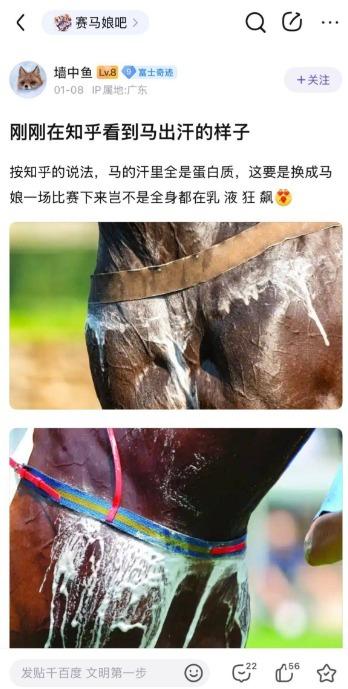 赛马娘吧
墙中鱼 Lv.8 富士奇迹
+关注
01-08 IP属地:广东
刚刚在知乎看到马出汗的样子
按知乎的说法，马的汗里全是蛋白质，这要是换成马
娘一场比赛下来岂不是全身都在乳 液 狂 飙
发贴千百度 文明第一步
22
56